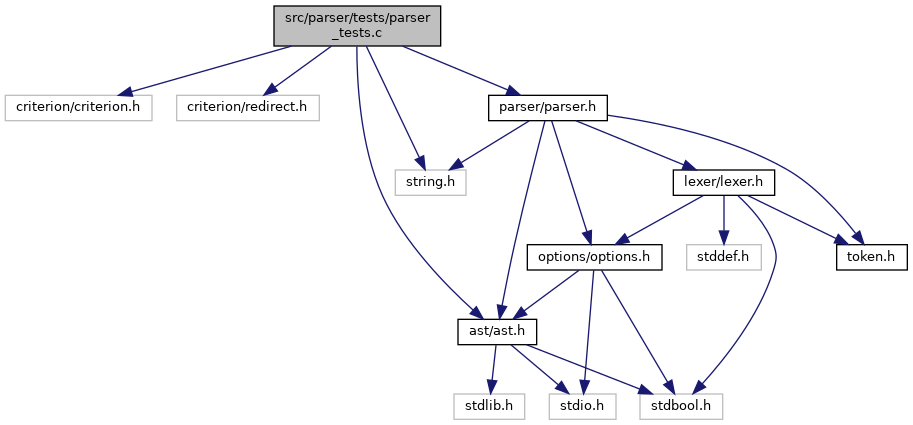 src/parser/tests/parser
_tests.c
criterion/criterion.h
criterion/redirect.h
parser/parser.h
string.h
lexer/lexer.h
options/options.h
stddef.h
token.h
ast/ast.h
stdlib.h
stdio.h
stdbool.h